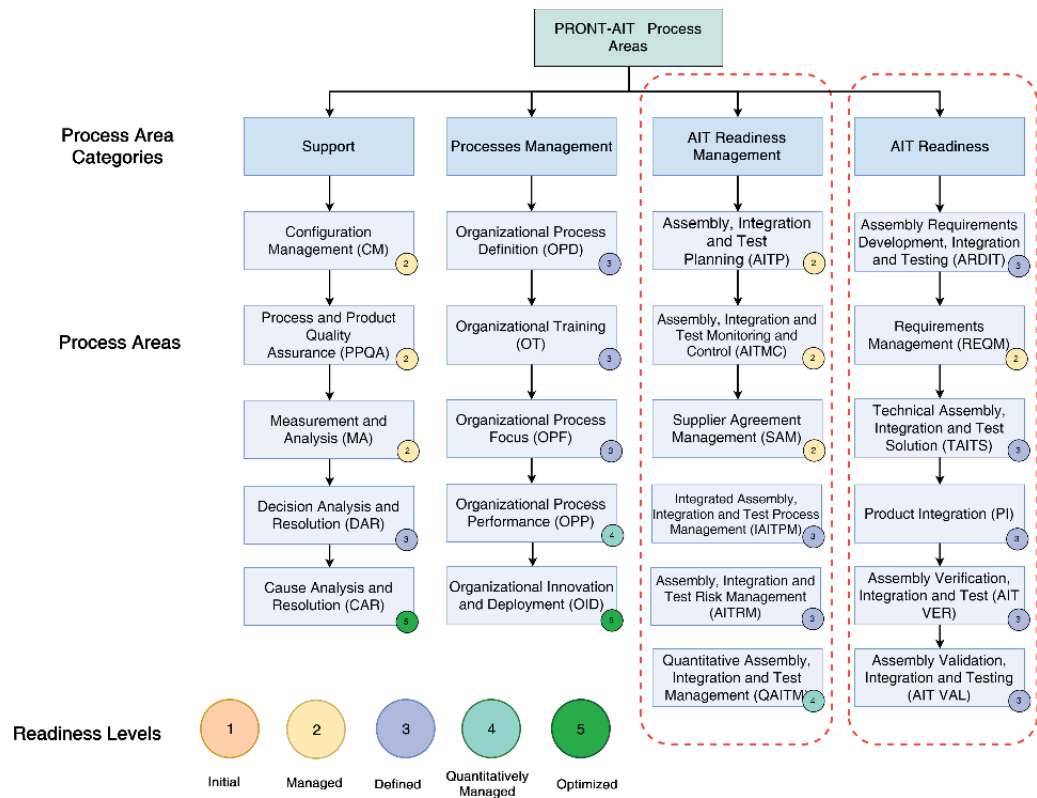 PRONT-AIT Process
Areas
Process Area
Categories
Support
Processes Management
AIT Readiness
Management
AIT Readiness
Process Areas
Configuration
Management (CM)
2
Organizational Process
Definition (OPD)
3
Assembly, Integration
and Test
Planning (AITP)
2
Assembly Requirements
Development, Integration
and Testing (ARDIT)
3
Process and Product
Quality
Assurance (PPQA)
2
Organizational Training
(OT)
3
Assembly, Integration and
Test Monitoring and
Control (AITMC)
2
Requirements
Management (REQM)
2
Measurement and
Analysis (MA)
2
Organizational Process
Focus (OPF)
3
Supplier Agreement
Management (SAM)
2
Technical Assembly,
Integration and Test
Solution (TAITS)
3
Decision Analysis and
Resolution (DAR)
3
Organizational Process
Performance (OPP)
4
Integrated Assembly,
Integration and Test Process
Management (IAITPM)
3
Product Integration (PI)
3
Cause Analysis and
Resolution (CAR)
5
Organizational Innovation
and Deployment (OID)
5
Assembly, Integration and
Test Risk Management
(AITRM)
3
Assembly Verification,
Integration and Test (AIT
VER)
3
Quantitative Assembly,
Integration and Test
Management (QAITM)
4
Assembly Validation,
Integration and Testing
(AIT VAL)
3
Readiness Levels
1
2
3
4
5
Initial
Managed
Defined
Quantitatively
Managed
Optimized